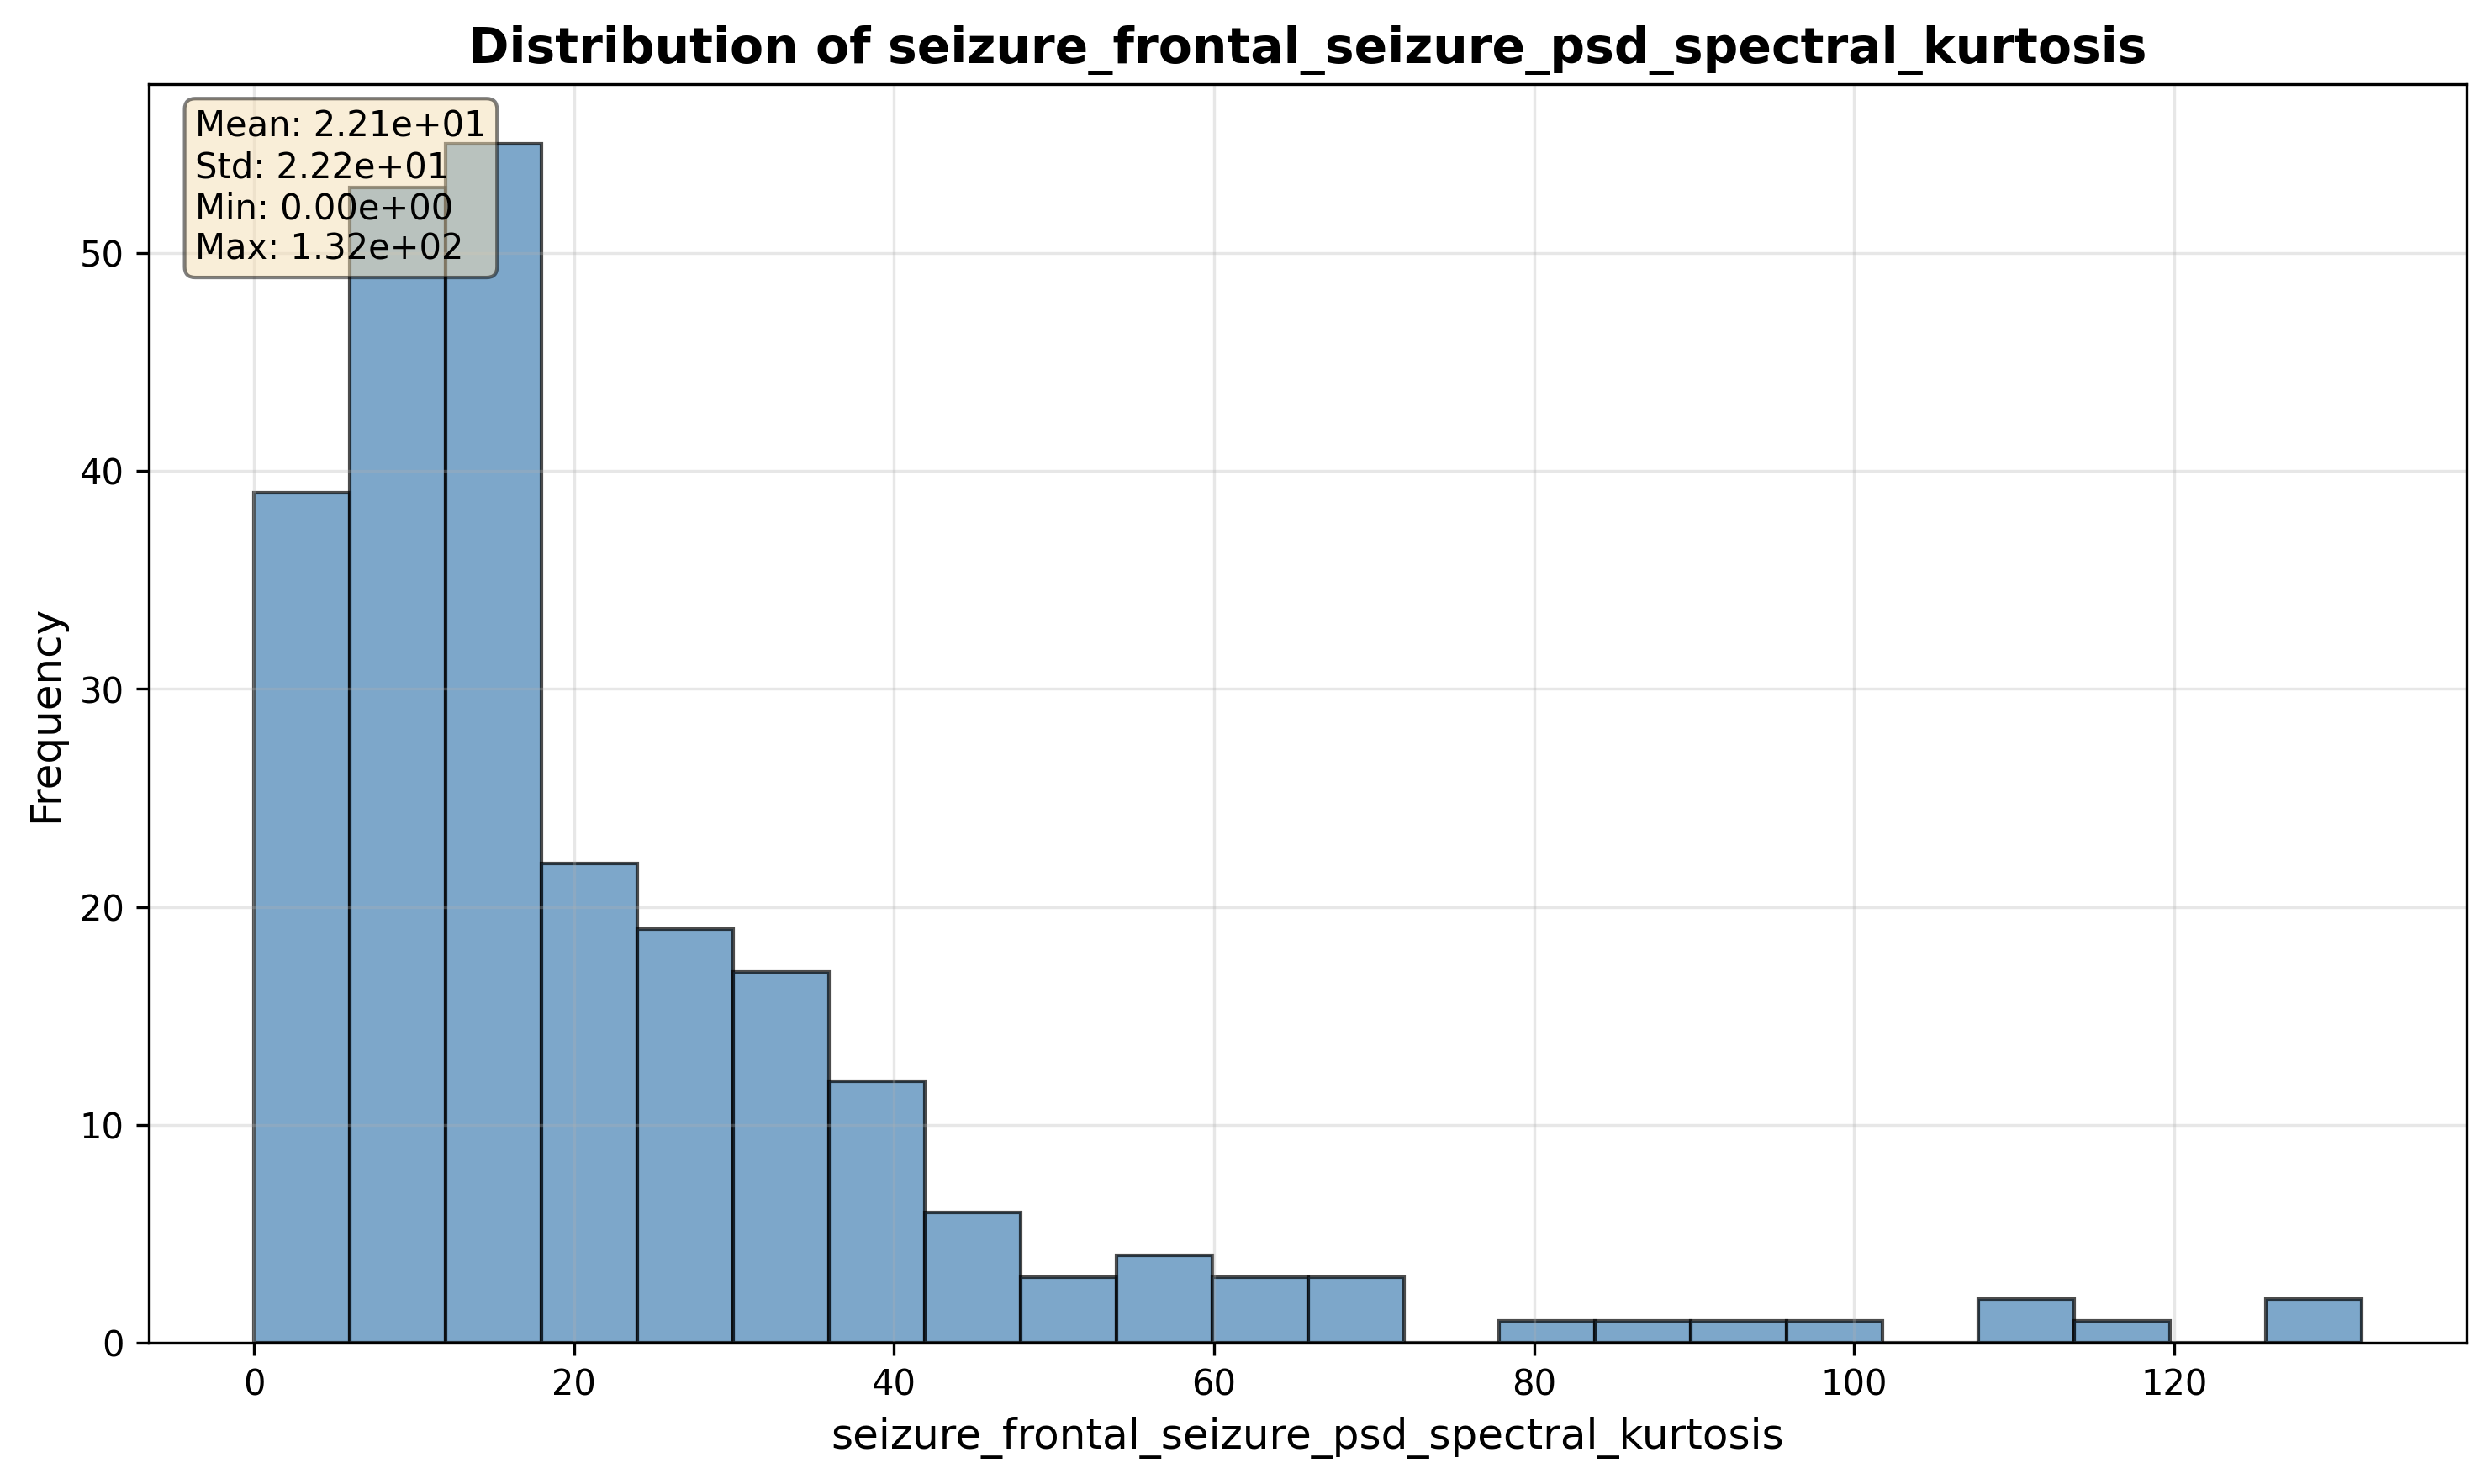 Distribution of seizure_frontal_seizure_psd_spectral_kurtosis
Mean: 2.21e+01
Std: 2.22e+01
Min: 0.00e+00
Max: 1.32e+02
Frequency
50
40
30
20
10
0
0 20 40 60 80 100 120
seizure_frontal_seizure_psd_spectral_kurtosis